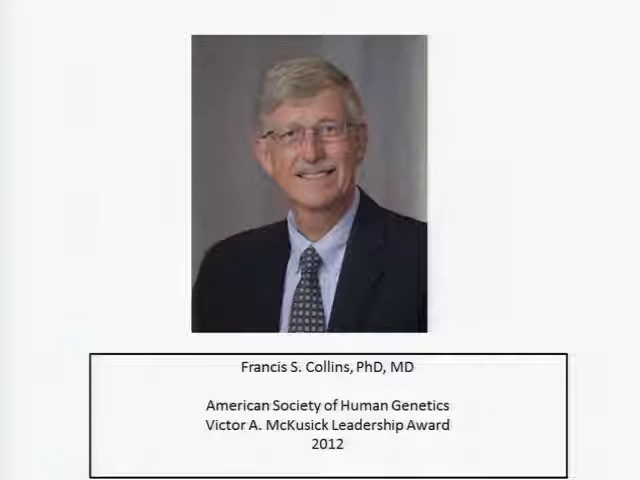 Francis S. Collins, PhD, MD
American Society of Human Genetics
Victor A. McKusick Leadership Award
2012